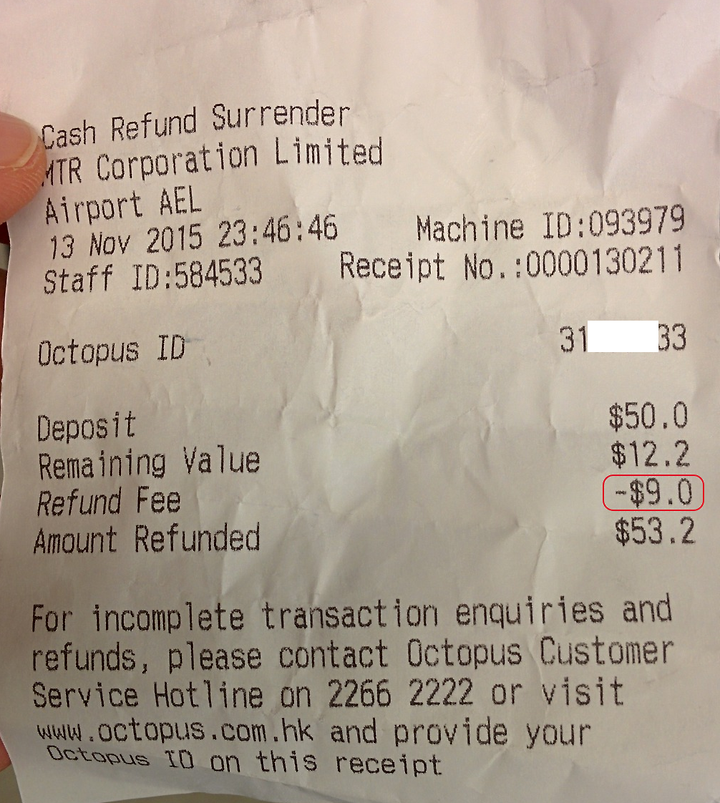 Cash Refund Surrender
MTR Corporation Limited
Airport AEL
13 Nov 2015 23:46:46 Machine ID:093979
Staff ID:584533 Receipt No.:0000130211
Octopus ID 31 33
Deposit $50.0
Remaining Value $12.2
Refund Fee -$9.0
Amount Refunded $53.2
For incomplete transaction enquiries and
refunds, please contact Octopus Customer
Service Hotline on 2266 2222 or visit
www.octopus.com.hk and provide your
Octopus ID on this receipt